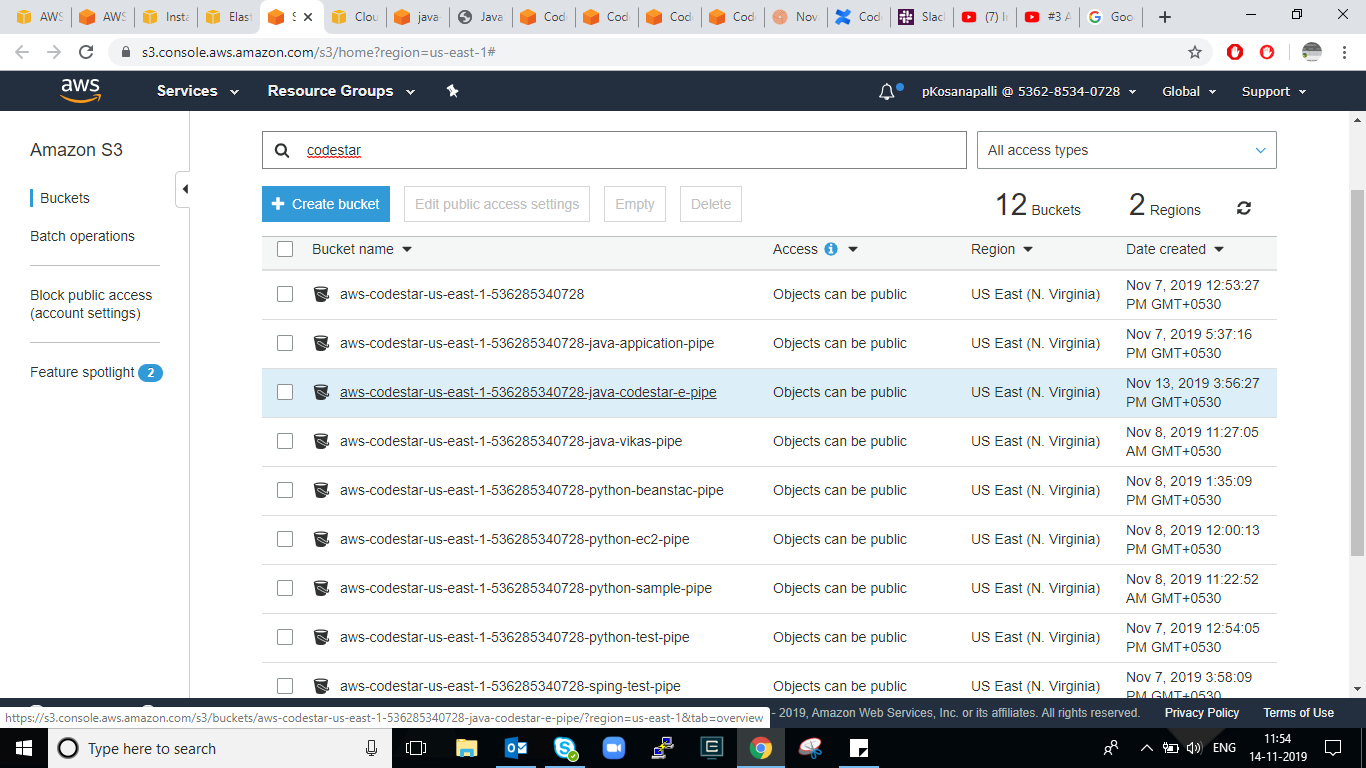 AWS
AWS
Insta
Elast
S
Clou
java-
Java
Code
Code
Code
Code
Nov
Code
Slac
(7) I
#3 A
Goo
s3.console.aws.amazon.com/s3/home?region=us-east-1#
aws
Services
Resource Groups
pKosanapalli @ 5362-8534-0728
Global
Support
Amazon S3
Buckets
Batch operations
Block public access
(account settings)
Feature spotlight 2
codestar
All access types
+ Create bucket
Edit public access settings
Empty
Delete
12 Buckets
2 Regions
Bucket name Access Region Date created
aws-codestar-us-east-1-536285340728 Objects can be public US East (N. Virginia) Nov 7, 2019 12:53:27
PM GMT+0530
aws-codestar-us-east-1-536285340728-java-appication-pipe Objects can be public US East (N. Virginia) Nov 7, 2019 5:37:16
PM GMT+0530
aws-codestar-us-east-1-536285340728-java-codestar-e-pipe Objects can be public US East (N. Virginia) Nov 13, 2019 3:56:27
PM GMT+0530
aws-codestar-us-east-1-536285340728-java-vikas-pipe Objects can be public US East (N. Virginia) Nov 8, 2019 11:27:05
AM GMT+0530
aws-codestar-us-east-1-536285340728-python-beanstac-pipe Objects can be public US East (N. Virginia) Nov 8, 2019 1:35:09
PM GMT+0530
aws-codestar-us-east-1-536285340728-python-ec2-pipe Objects can be public US East (N. Virginia) Nov 8, 2019 12:00:13
PM GMT+0530
aws-codestar-us-east-1-536285340728-python-sample-pipe Objects can be public US East (N. Virginia) Nov 8, 2019 11:22:52
AM GMT+0530
aws-codestar-us-east-1-536285340728-python-test-pipe Objects can be public US East (N. Virginia) Nov 7, 2019 12:54:05
PM GMT+0530
aws-codestar-us-east-1-536285340728-sping-test-pipe Objects can be public US East (N. Virginia) Nov 7, 2019 3:58:09
PM GMT+0530
https://s3.console.aws.amazon.com/s3/buckets/aws-codestar-us-east-1-536285340728-java-codestar-e-pipe/?region=us-east-1&tab=overview
- 2019, Amazon Web Services, Inc. or its affiliates. All rights reserved.
Privacy Policy
Terms of Use
Type here to search
ENG
11:54
14-11-2019